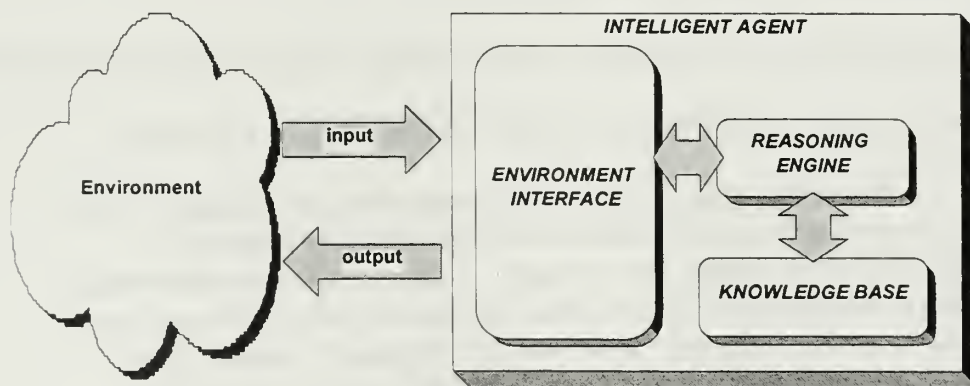 INTELLIGENT AGENT
Environment
input
output
ENVIRONMENT
INTERFACE
REASONING
ENGINE
KNOWLEDGE BASE